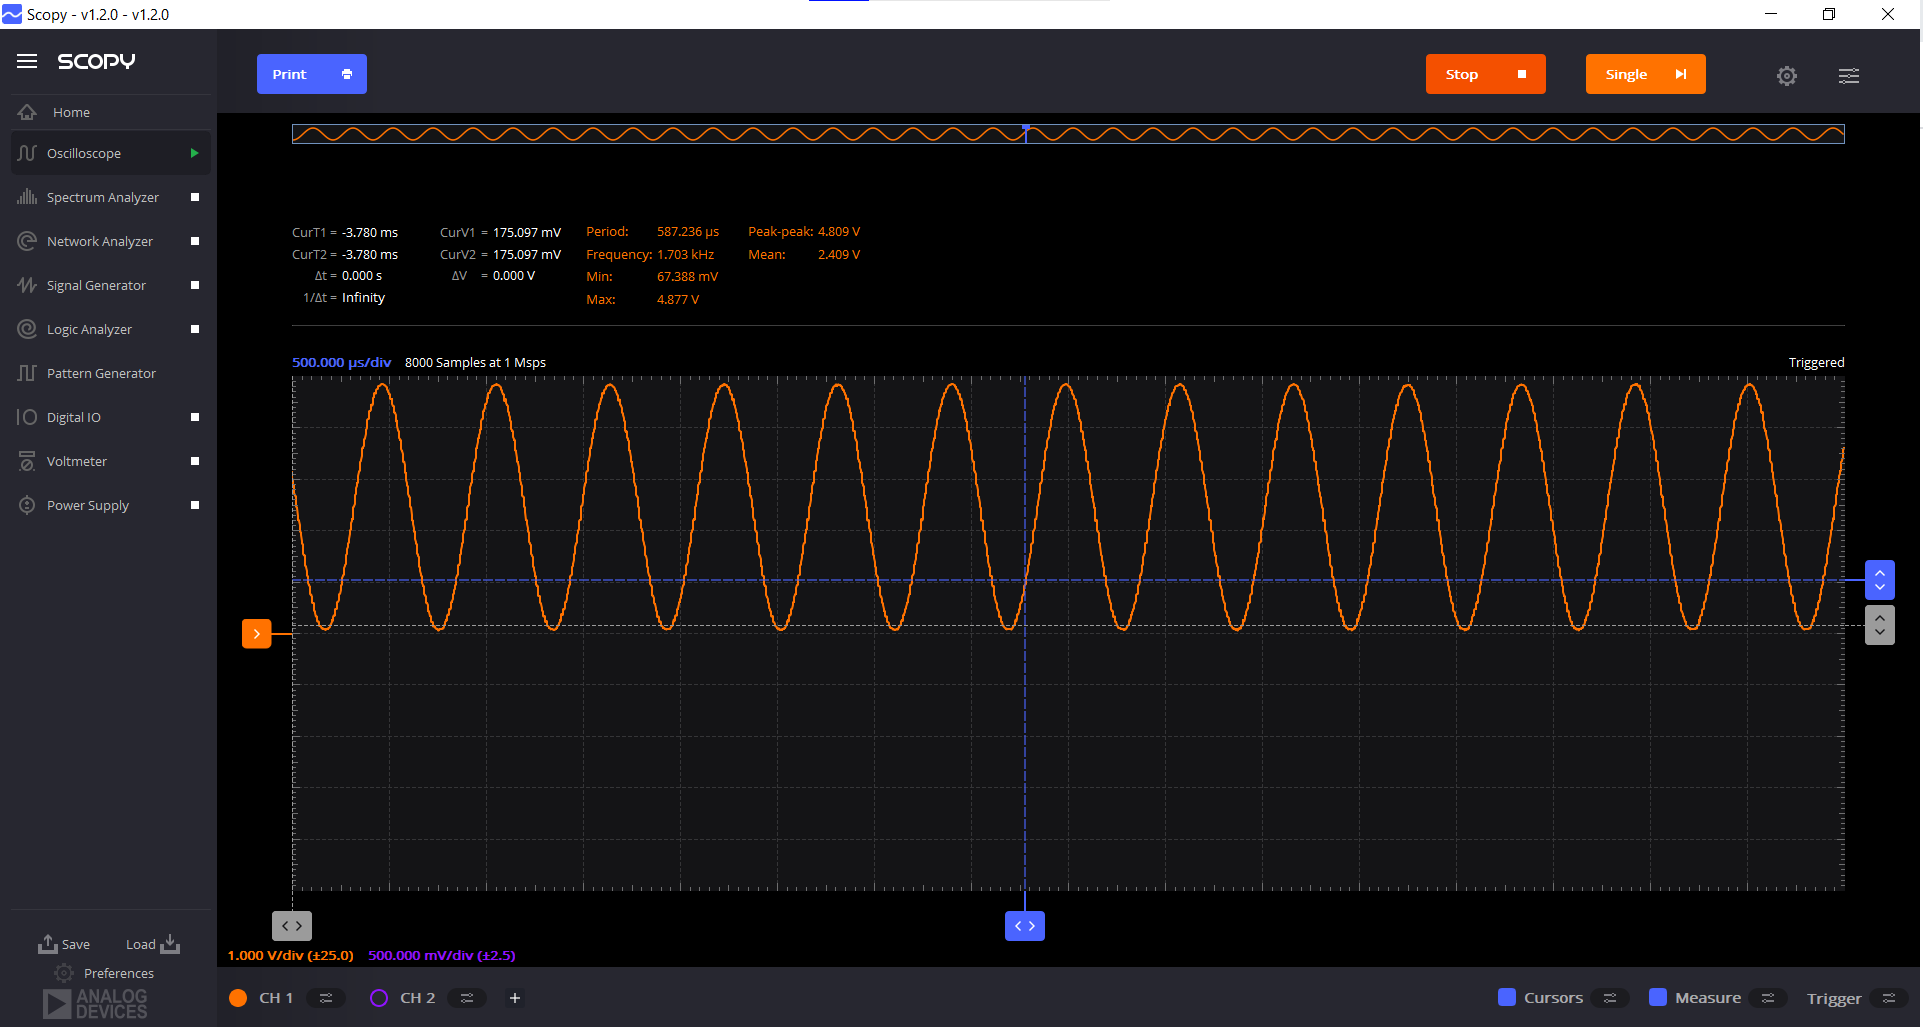 Scopy - v1.2.0 - v1.2.0
SCOPY
Print
Stop
Single
Home
Oscilloscope
Spectrum Analyzer
Network Analyzer
Signal Generator
Logic Analyzer
Pattern Generator
Digital IO
Voltmeter
Power Supply
CurT1 = -3.780 ms CurV1 = 175.097 mV Period: 587.236 µs Peak-peak: 4.809 V
CurT2 = -3.780 ms CurV2 = 175.097 mV Frequency: 1.703 kHz Mean: 2.409 V
Δt = 0.000 s ΔV = 0.000 V Min: 67.388 mV
1/Δt = Infinity Max: 4.877 V
500.000 µs/div 8000 Samples at 1 Msps Triggered
Save Load
Preferences
ANALOG
DEVICES
1.000 V/div (±25.0) 500.000 mV/div (±2.5)
CH 1 CH 2 + Cursors Measure Trigger